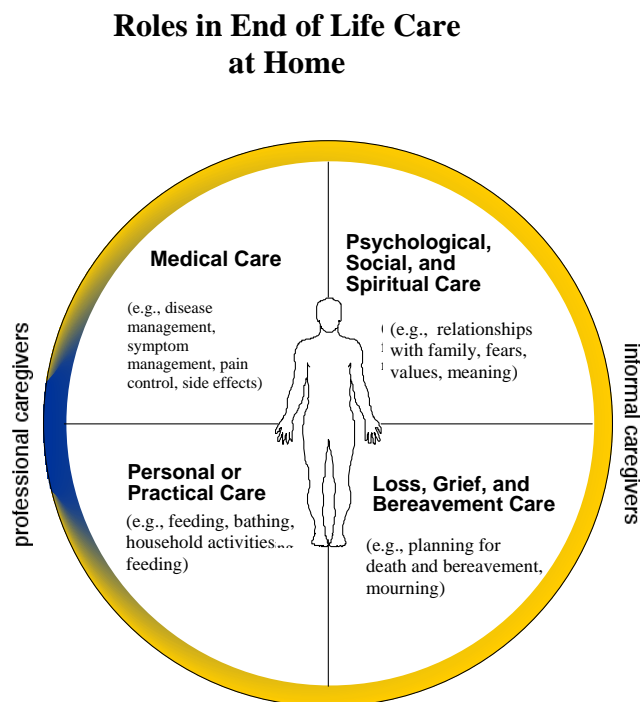 Roles in End of Life Care
at Home
Medical Care
(e.g., disease
management,
symptom
management, pain
control, side effects)
Psychological,
Social, and
Spiritual Care
(e.g., relationships
with family, fears,
values, meaning)
professional caregivers
informal caregivers
Personal or
Practical Care
(e.g., feeding, bathing,
household activities
feeding)
Loss, Grief, and
Bereavement Care
(e.g., planning for
death and bereavement,
mourning)